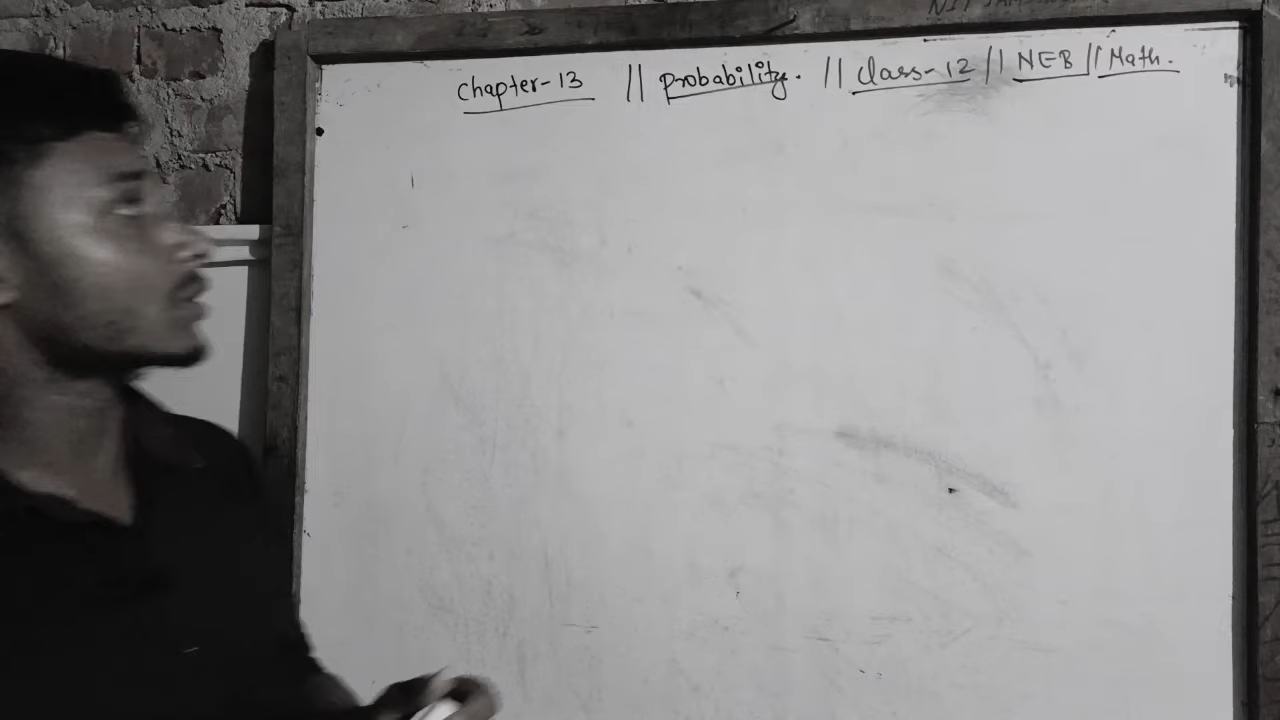 chapter-13 || probability. || class-12 || NEB || Math.